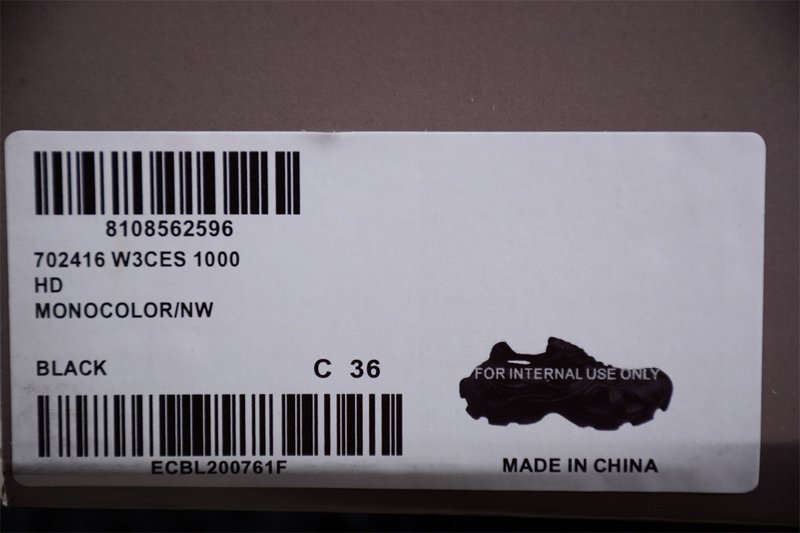 8108562596
702416 W3CES 1000
HD
MONOCOLOR/NW
BLACK C 36
FOR INTERNAL USE ONLY
ECBL200761F
MADE IN CHINA